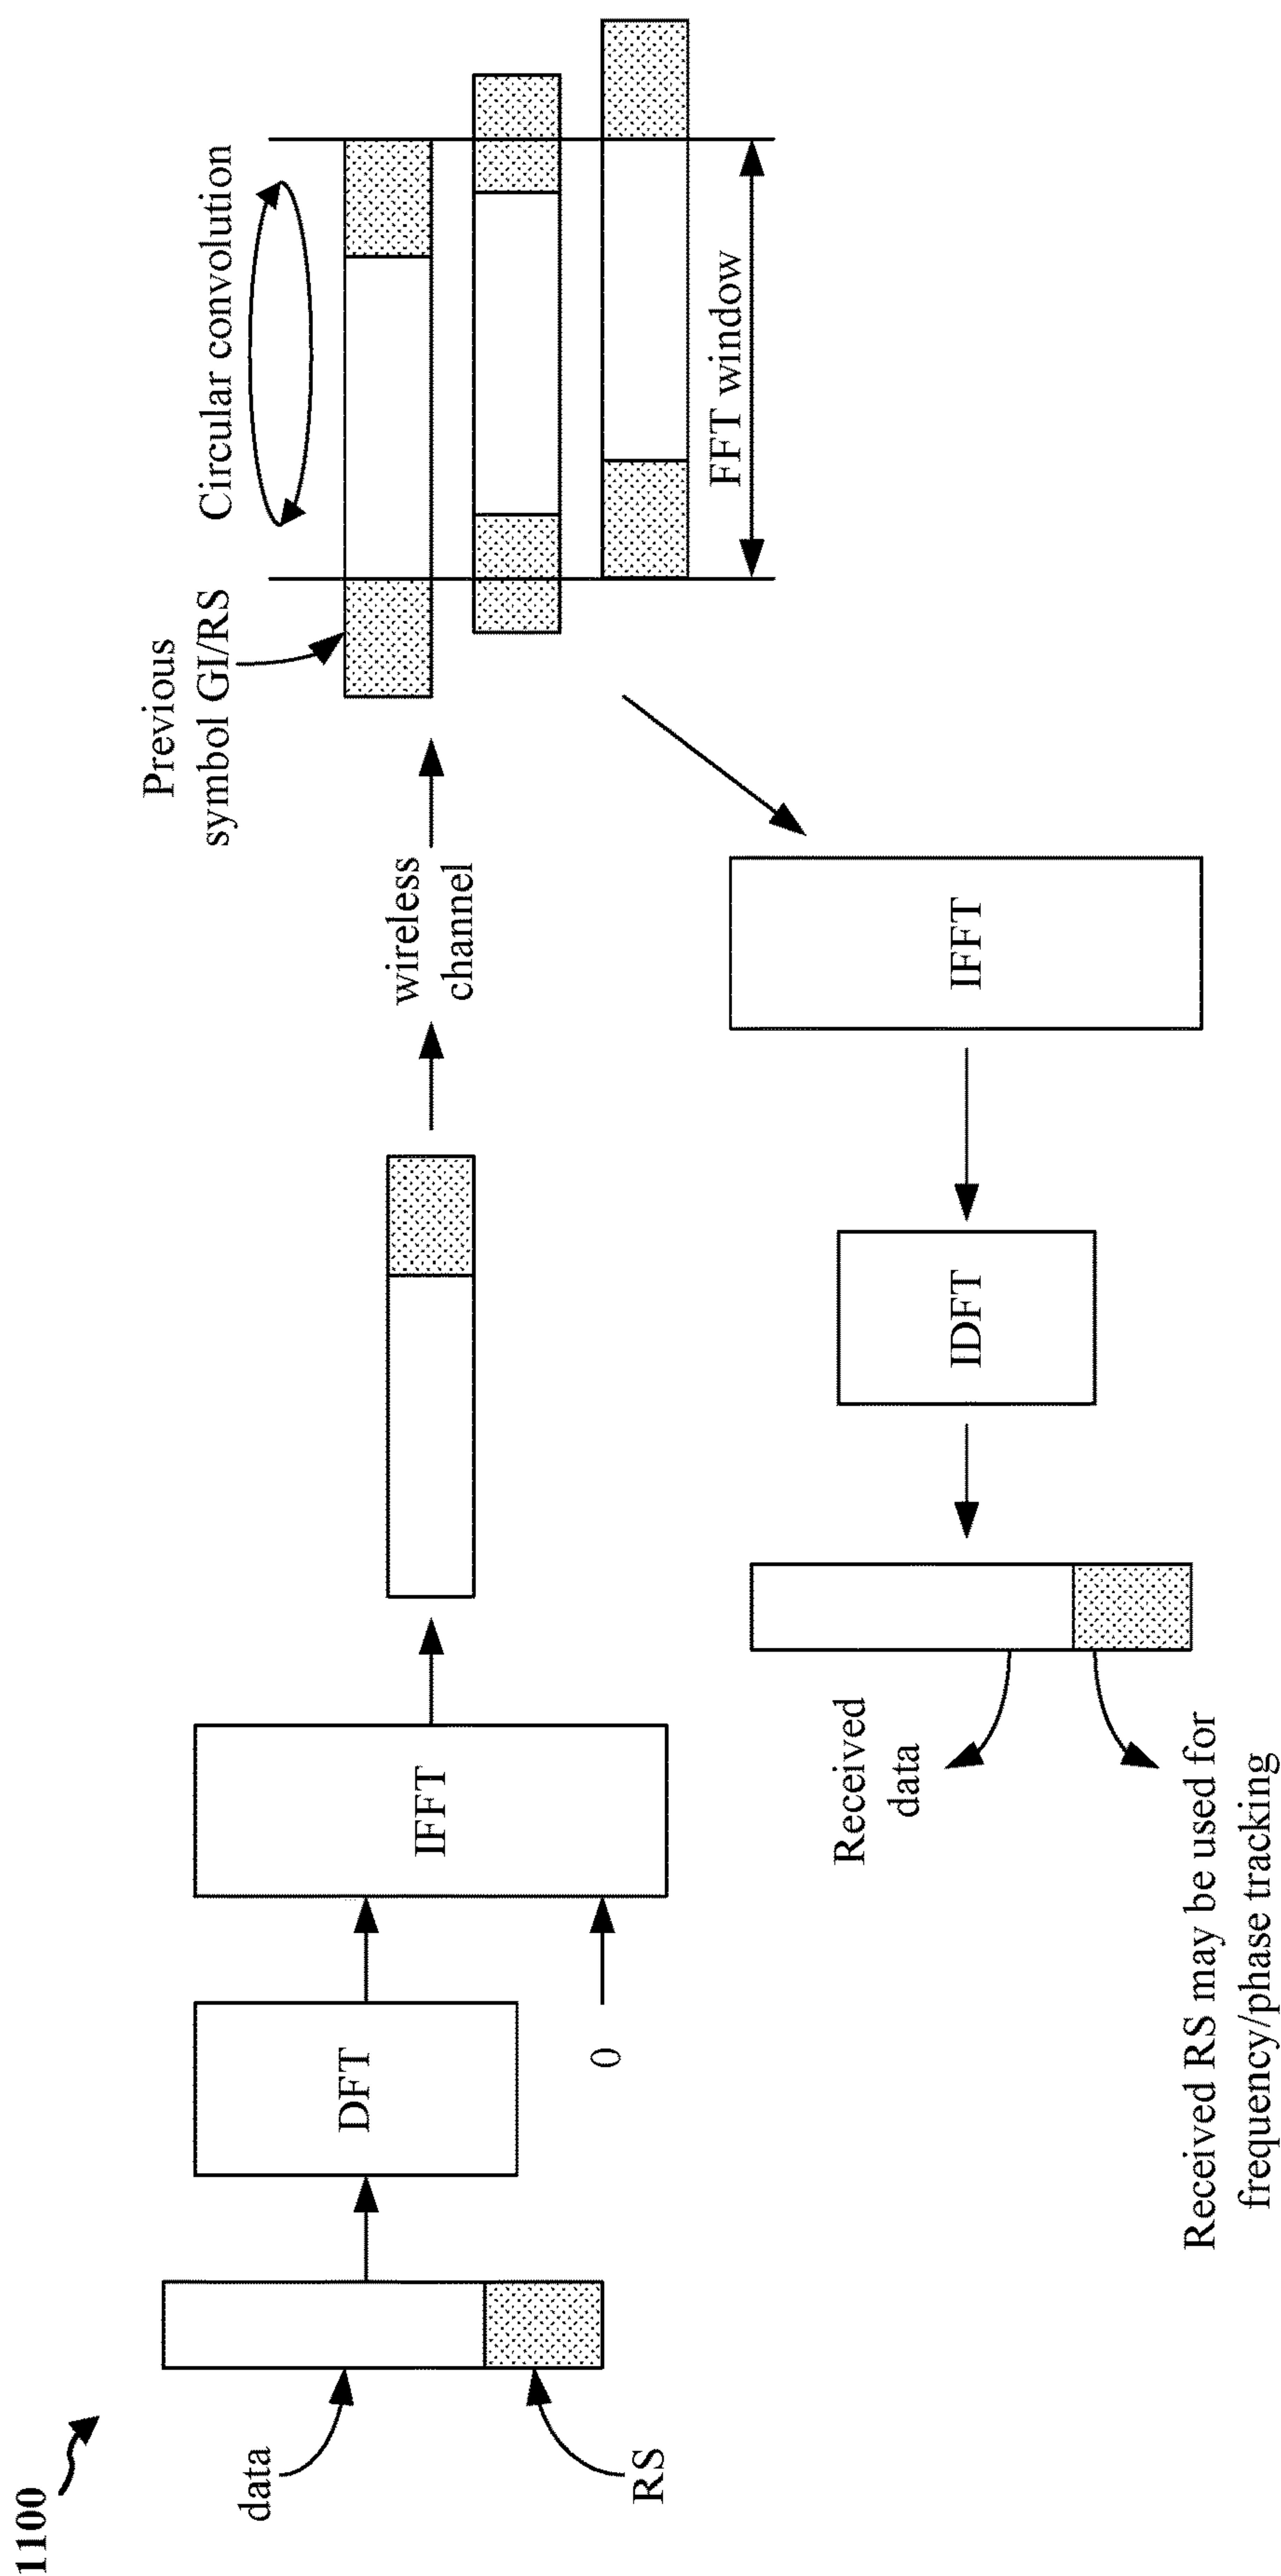 1100
data
RS
DFT
0
IFFT
wireless
channel
Previous
symbol GI/RS
Circular convolution
FFT window
IFFT
IDFT
Received
data
Received RS may be used for
frequency/phase tracking